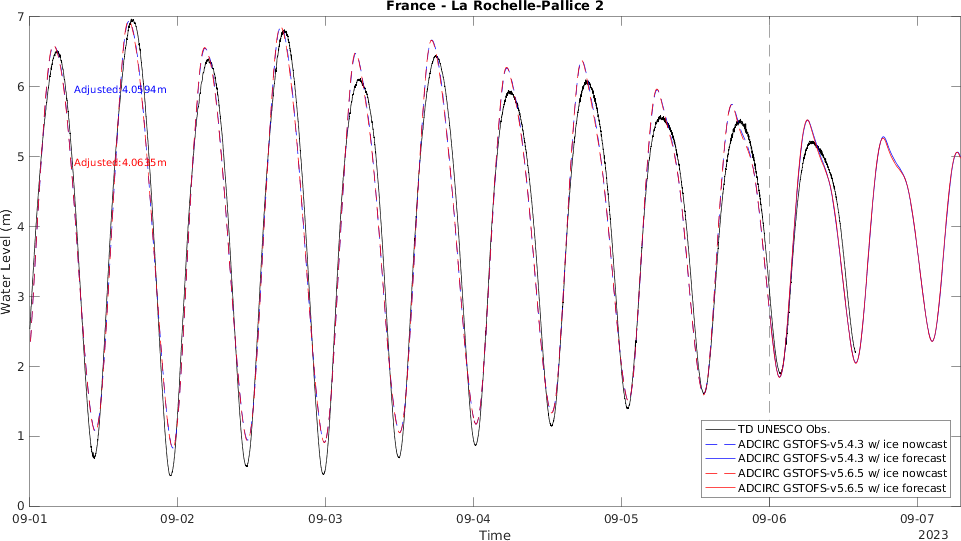 France - La Rochelle-Pallice 2
7
6
5
4
3
2
1
0
Water Level (m)
Adjusted:4.0594m
Adjusted:4.0635m
TD UNESCO Obs.
ADCIRC GSTOFS-v5.4.3 w/ ice nowcast
ADCIRC GSTOFS-v5.4.3 w/ ice forecast
ADCIRC GSTOFS-v5.6.5 w/ ice nowcast
ADCIRC GSTOFS-v5.6.5 w/ ice forecast
09-01 09-02 09-03 09-04 09-05 09-06 09-07
Time
2023